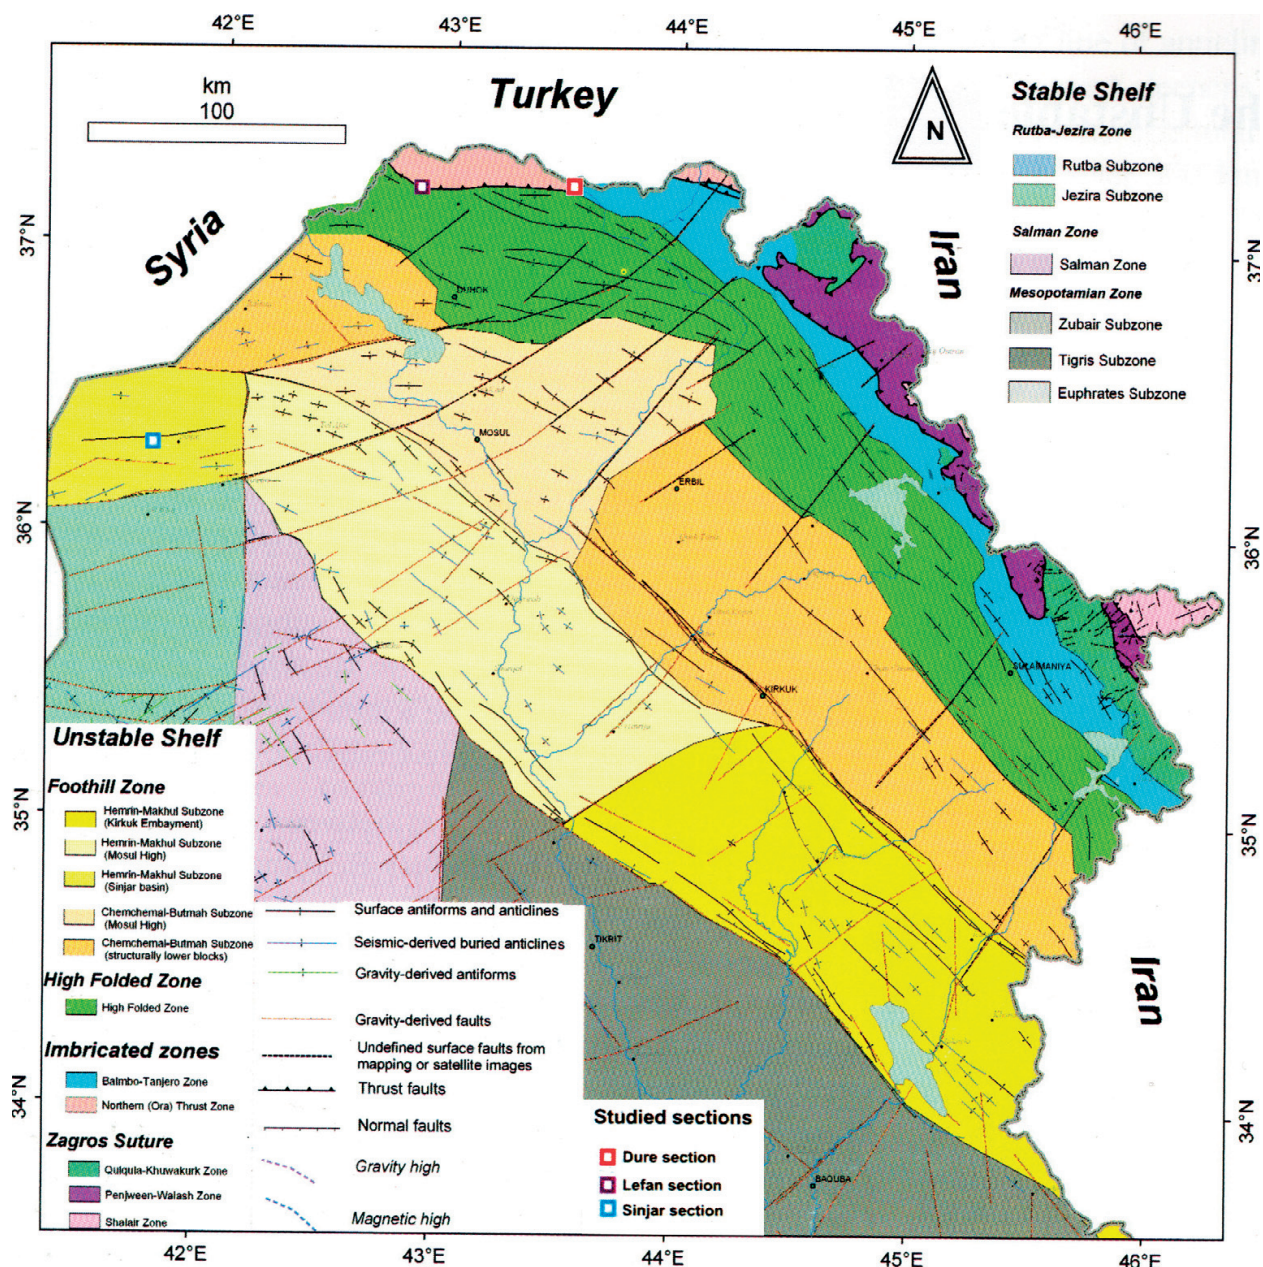 42°E
43°E
44°E
45°E
46°E
km
100
Turkey
N
Stable Shelf
Rutba-Jezira Zone
Rutba Subzone
Jezira Subzone
Salman Zone
Salman Zone
Mesopotamian Zone
Zubair Subzone
Tigris Subzone
Euphrates Subzone
Syria
Iran
37°N
37°N
DUHOK
MOSUL
ERBIL
36°N
36°N
SULAIMANIYA
KIRKUK
35°N
35°N
TIKRIT
Iran
34°N
34°N
BAQUBA
Unstable Shelf
Foothill Zone
Hemrin-Makhul Subzone
(Kirkuk Embayment)
Hemrin-Makhul Subzone
(Mosul High)
Hemrin-Makhul Subzone
(Sinjar basin)
Chemchemal-Butmah Subzone
(Mosul High)
Chemchemal-Butmah Subzone
(structurally lower blocks)
High Folded Zone
High Folded Zone
Imbricated zones
Balmbo-Tanjero Zone
Northern (Ora) Thrust Zone
Zagros Suture
Qulqula-Khuwakurk Zone
Penjween-Walash Zone
Shalair Zone
Surface antiforms and anticlines
Seismic-derived buried anticlines
Gravity-derived antiforms
Gravity-derived faults
Undefined surface faults from
mapping or satellite images
Thrust faults
Normal faults
Gravity high
Magnetic high
Studied sections
Dure section
Lefan section
Sinjar section
42°E
43°E
44°E
45°E
46°E